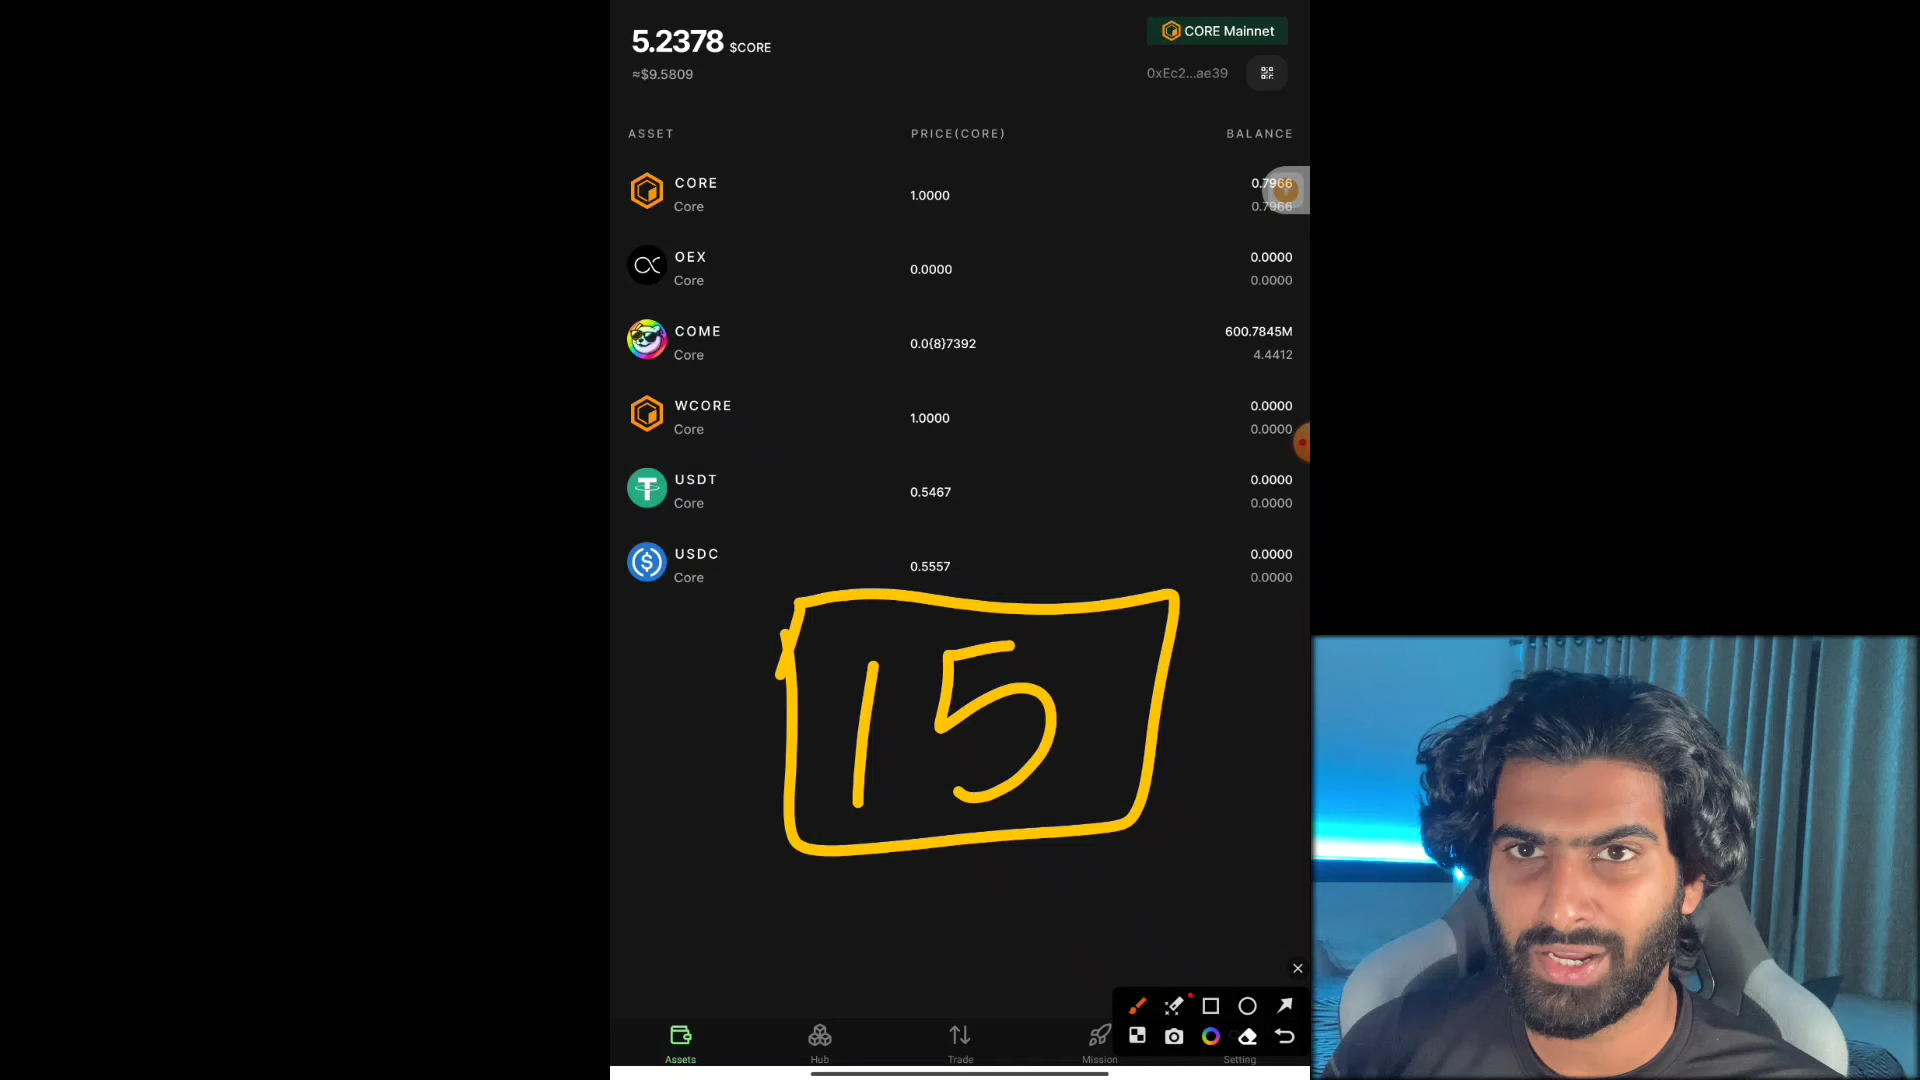 5.2378 $CORE
CORE Mainnet
≈$9.5809
0xEc2...ae39
ASSET PRICE(CORE) BALANCE
CORE 1.0000 0.7966
Core 0.7966
OEX 0.0000 0.0000
Core 0.0000
COME 0.0{8}7392 600.7845M
Core 4.4412
WCORE 1.0000 0.0000
Core 0.0000
USDT 0.5467 0.0000
Core 0.0000
USDC 0.5557 0.0000
Core 0.0000
15
Assets Hub Trade Mission Setting